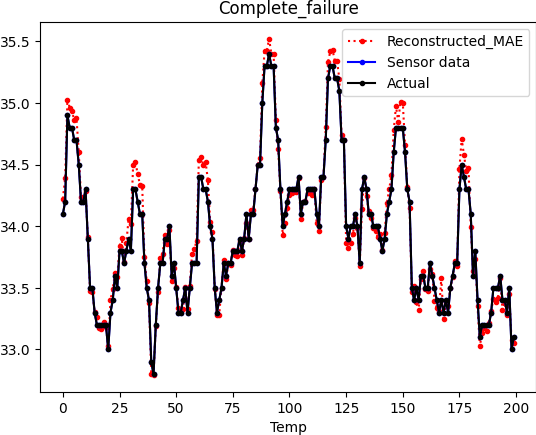 Complete_failure
Reconstructed_MAE
Sensor data
Actual
35.5
35.0
34.5
34.0
33.5
33.0
0 25 50 75 100 125 150 175 200
Temp